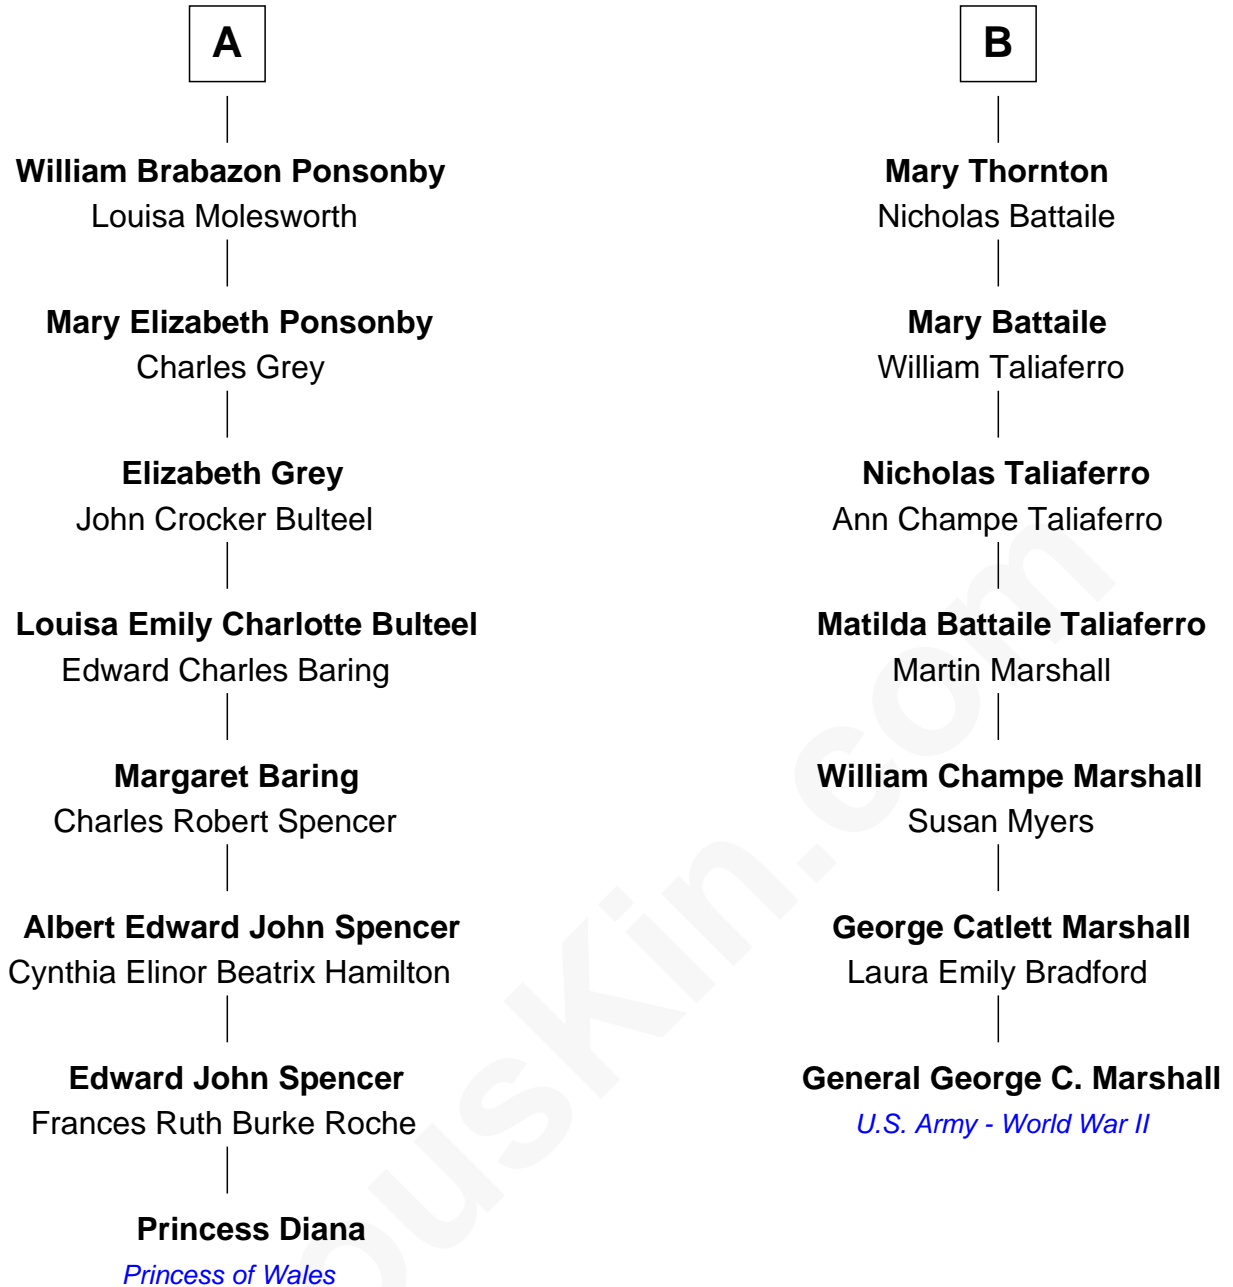 A
William Brabazon Ponsonby
Louisa Molesworth
Mary Elizabeth Ponsonby
Charles Grey
Elizabeth Grey
John Crocker Bulteel
Louisa Emily Charlotte Bulteel
Edward Charles Baring
Margaret Baring
Charles Robert Spencer
Albert Edward John Spencer
Cynthia Elinor Beatrix Hamilton
Edward John Spencer
Frances Ruth Burke Roche
Princess Diana
Princess of Wales
B
Mary Thornton
Nicholas Battaile
Mary Battaile
William Taliaferro
Nicholas Taliaferro
Ann Champe Taliaferro
Matilda Battaile Taliaferro
Martin Marshall
William Champe Marshall
Susan Myers
George Catlett Marshall
Laura Emily Bradford
General George C. Marshall
U.S. Army - World War II
ousKin.com